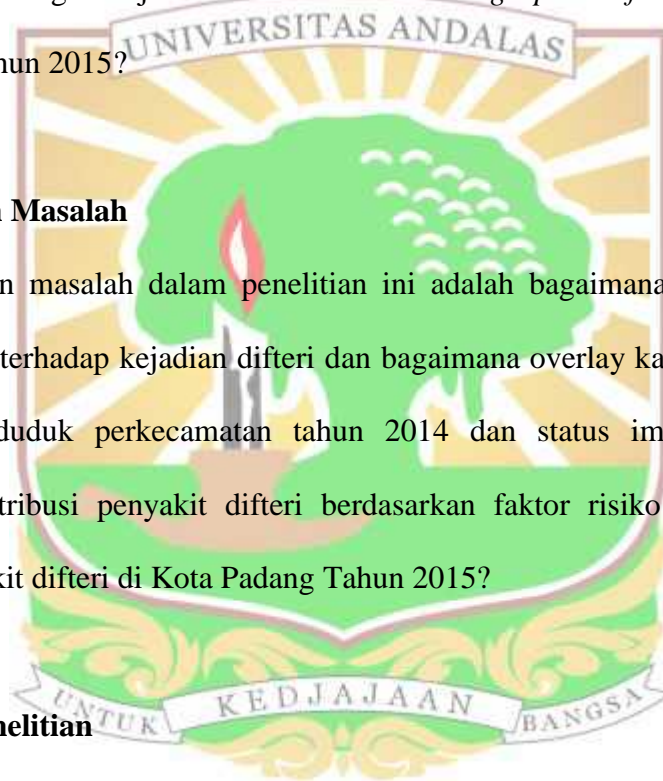 UNIVERSITAS ANDALAS
hun 2015?
Masalah
n masalah dalam penelitian ini adalah bagaimana
terhadap kejadian difteri dan bagaimana overlay ka
duduk perkecamatan tahun 2014 dan status im
tribusi penyakit difteri berdasarkan faktor risiko
kit difteri di Kota Padang Tahun 2015?
UNTUK KEDJAJAAN BANGSA
nelitian